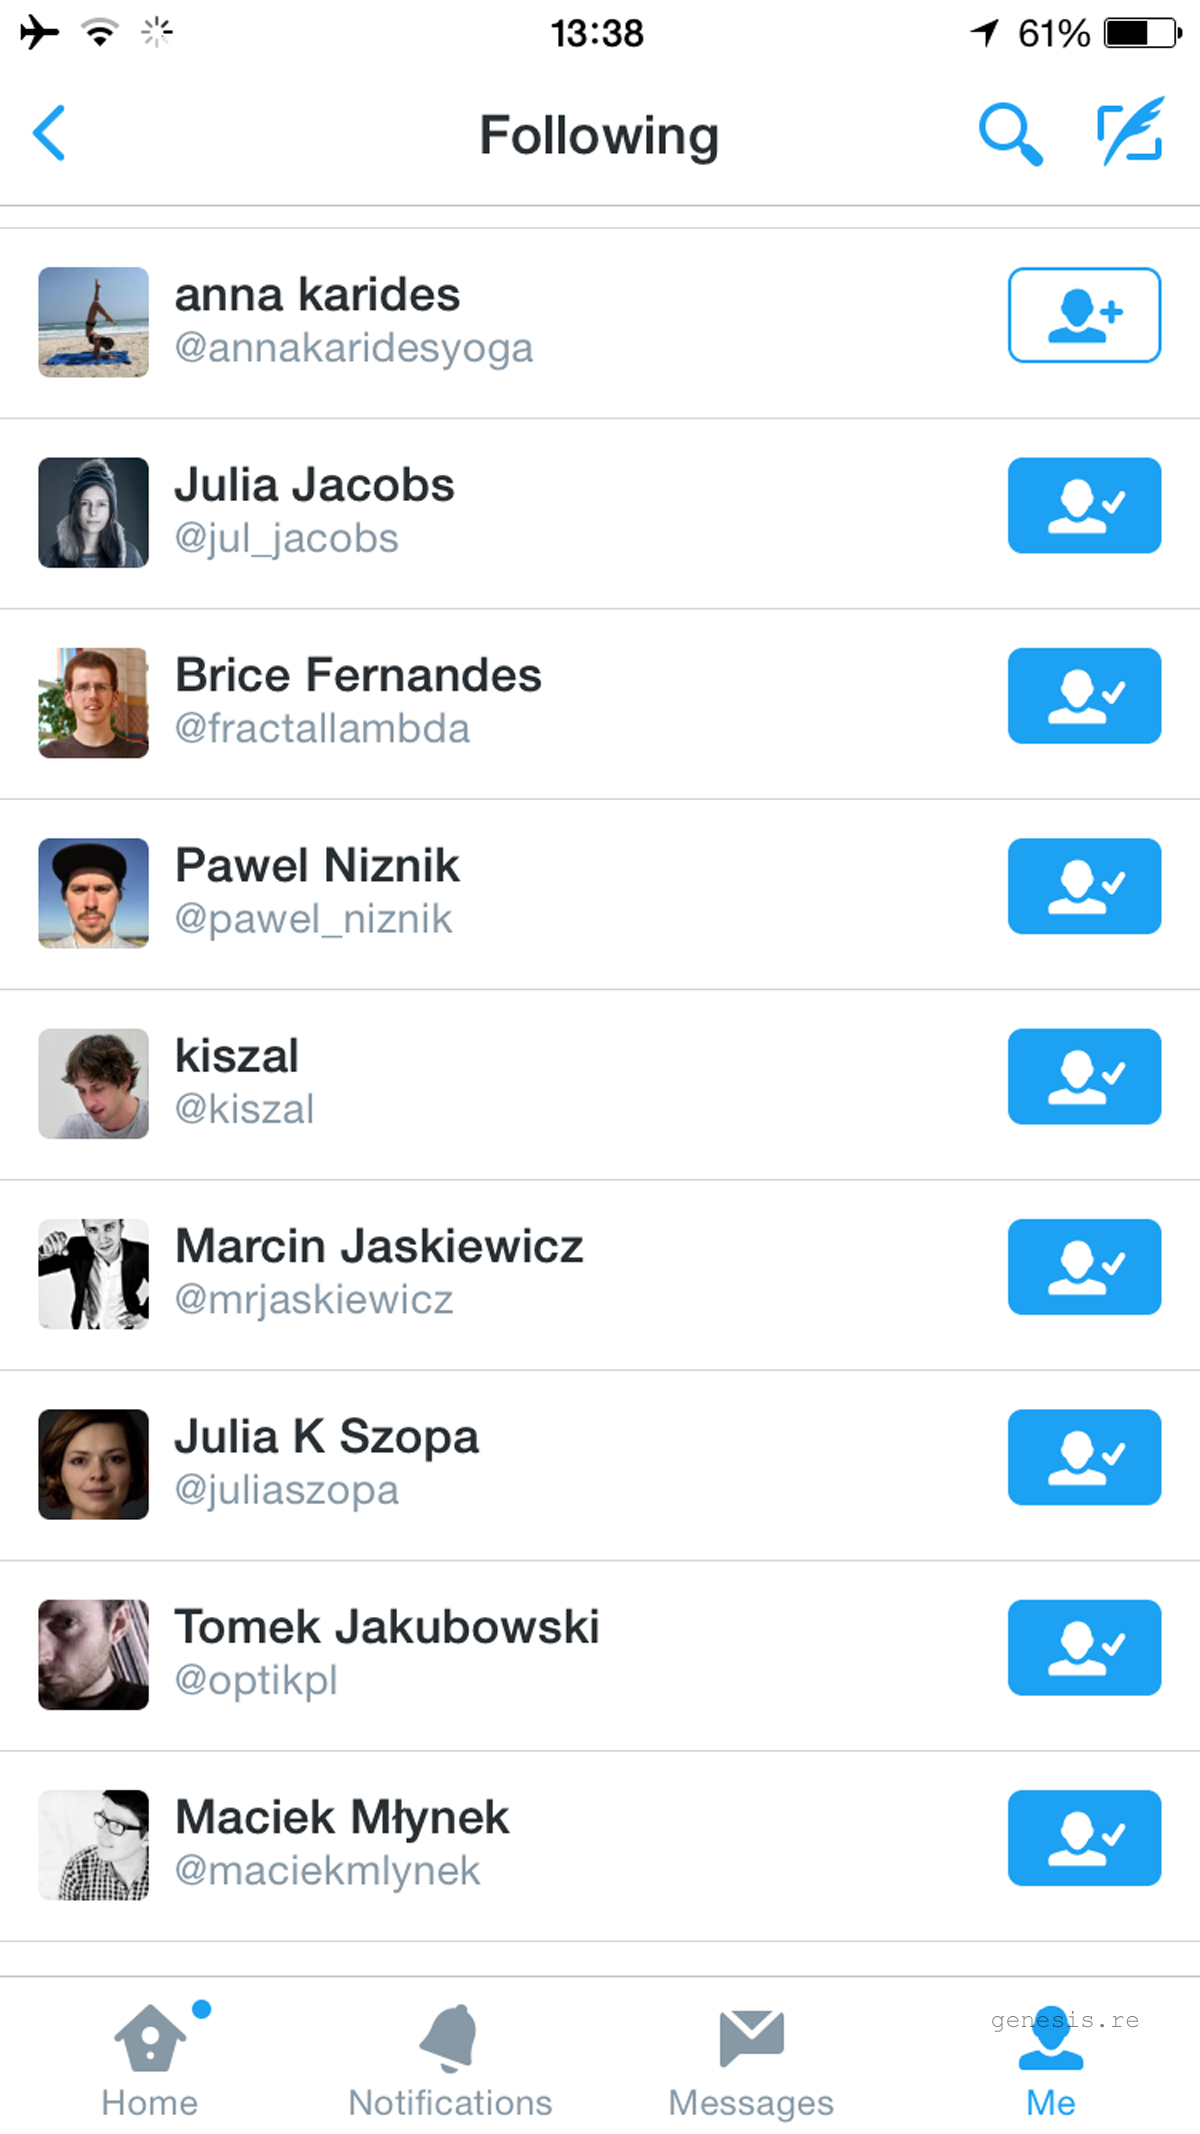 13:38
61%
Following
anna karides
@annakaridesyoga
Julia Jacobs
@jul_jacobs
Brice Fernandes
@fractallambda
Pawel Niznik
@pawel_niznik
kiszal
@kiszal
Marcin Jaskiewicz
@mrjaskiewicz
Julia K Szopa
@juliaszopa
Tomek Jakubowski
@optikpl
Maciek Młynek
@maciekmlynek
genesis.re
Home
Notifications
Messages
Me